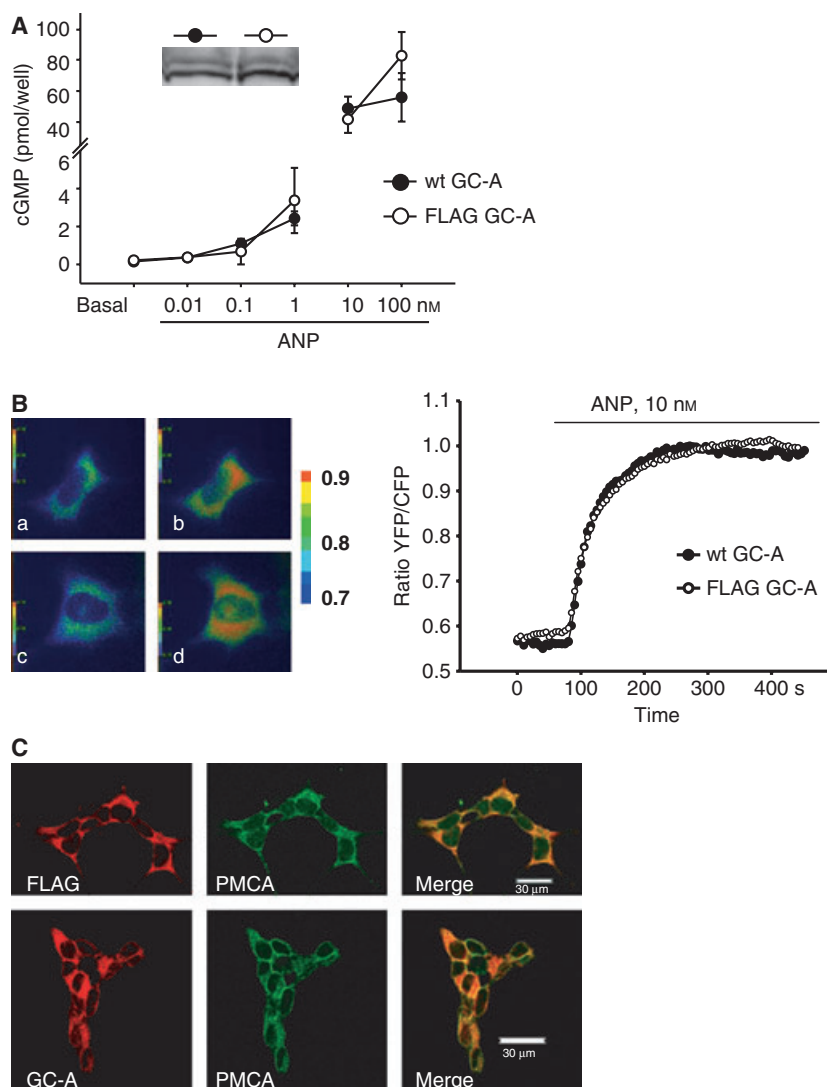 A
100
80
60
40
6
4
2
0
cGMP (pmol/well)
wt GC-A
FLAG GC-A
Basal 0.01 0.1 1 10 100 nM
ANP
B
a
b
c
d
0.9
0.8
0.7
1.1
1.0
0.9
0.8
0.7
0.6
0.5
Ratio YFP/CFP
ANP, 10 nM
wt GC-A
FLAG GC-A
0 100 200 300 400 s
Time
C
FLAG
PMCA
Merge
30 µm
GC-A
PMCA
Merge
30 µm